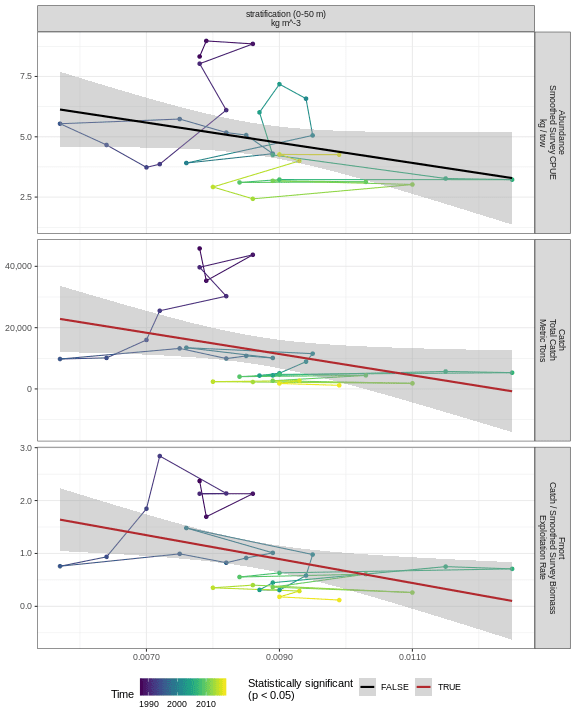 stratification (0-50 m)
kg m^-3
7.5
5.0
2.5
Abundance
Smoothed Survey CPUE
kg / tow
40,000
20,000
0
Catch
Total Catch
Metric Tons
3.0
2.0
1.0
0.0
Fmort
Catch / Smoothed Survey Biomass
Exploitation Rate
0.0070
0.0090
0.0110
Time
1990
2000
2010
Statistically significant
(p < 0.05)
FALSE
TRUE